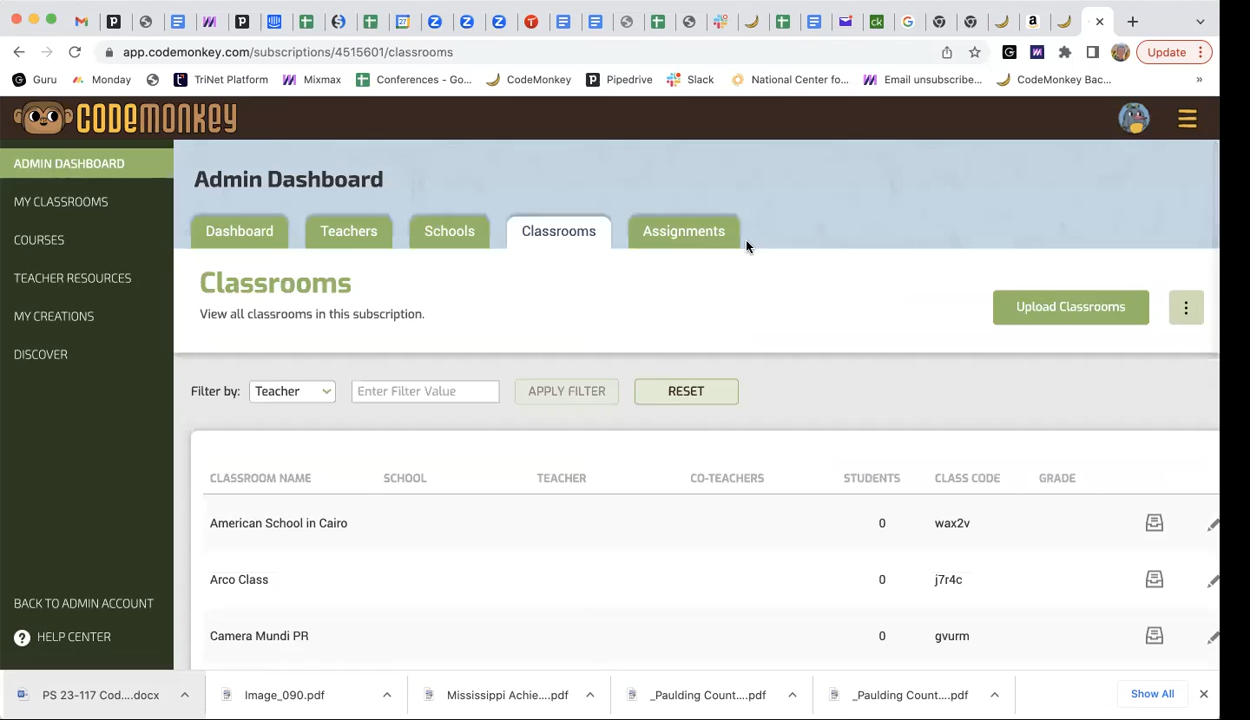 app.codemonkey.com/subscriptions/4515601/classrooms
Update
Guru
Monday
TriNet Platform
Mixmax
Conferences - Go...
CodeMonkey
Pipedrive
Slack
National Center fo...
Email unsubscribe...
CodeMonkey Bac...
»
CODEMONKEY
ADMIN DASHBOARD
MY CLASSROOMS
COURSES
TEACHER RESOURCES
MY CREATIONS
DISCOVER
BACK TO ADMIN ACCOUNT
? HELP CENTER
Admin Dashboard
Dashboard
Teachers
Schools
Classrooms
Assignments
Classrooms
View all classrooms in this subscription.
Upload Classrooms
Filter by: Teacher Enter Filter Value APPLY FILTER RESET
CLASSROOM NAME SCHOOL TEACHER CO-TEACHERS STUDENTS CLASS CODE GRADE
American School in Cairo 0 wax2v
Arco Class 0 j7r4c
Camera Mundi PR 0 gvurm
PS 23-117 Cod....docx
Image_090.pdf
Mississippi Achie....pdf
_Paulding Count....pdf
_Paulding Count....pdf
Show All